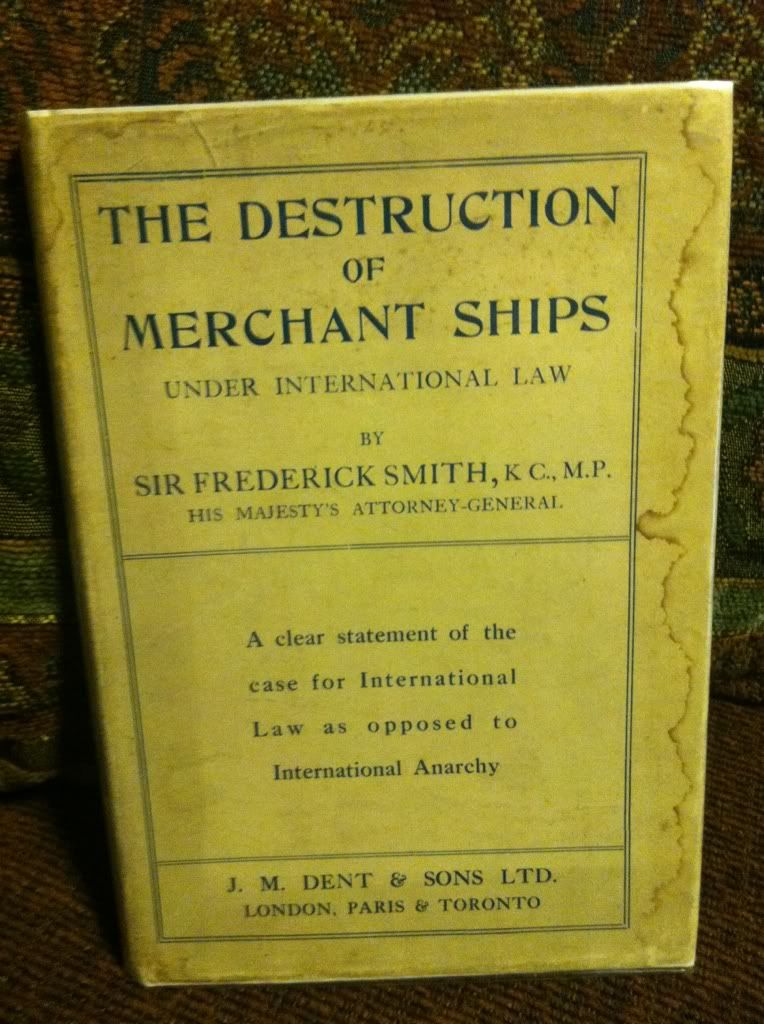 THE DESTRUCTION
OF
MERCHANT SHIPS
UNDER INTERNATIONAL LAW
BY
SIR FREDERICK SMITH, K C., M.P.
HIS MAJESTY'S ATTORNEY-GENERAL
A clear statement of the
case for International
Law as opposed to
International Anarchy
J. M. DENT & SONS LTD.
LONDON, PARIS & TORONTO